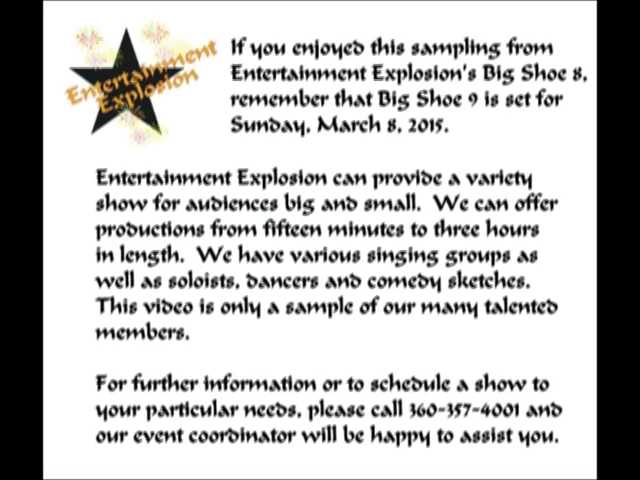 Entertainment
Explosion
If you enjoyed this sampling from
Entertainment Explosion's Big Shoe 8,
remember that Big Shoe 9 is set for
Sunday, March 8, 2015.
Entertainment Explosion can provide a variety
show for audiences big and small. We can offer
productions from fifteen minutes to three hours
in length. We have various singing groups as
well as soloists, dancers and comedy sketches.
This video is only a sample of our many talented
members.
For further information or to schedule a show to
your particular needs, please call 360-357-4001 and
our event coordinator will be happy to assist you.